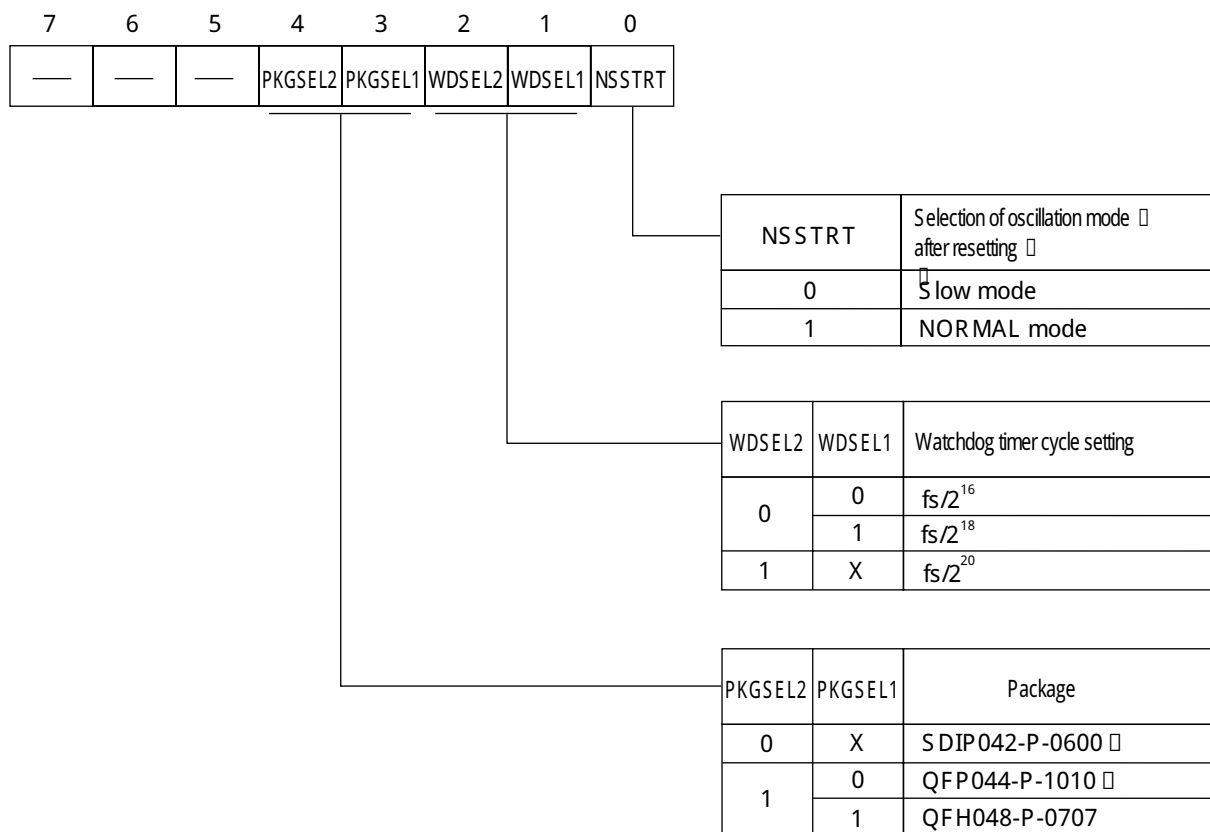 7 6 5 4 3 2 1 0
— — — PKGSEL2 PKGSEL1 WDSEL2 WDSEL1 NSSTRT
NSSTRT Selection of oscillation mode
after resetting
0 Slow mode
1 NORMAL mode
WDSEL2 WDSEL1 Watchdog timer cycle setting
0 0 fs/2^16
1 fs/2^18
1 X fs/2^20
PKGSEL2 PKGSEL1 Package
0 X SDIP042-P-0600
1 0 QFP044-P-1010
1 QFH048-P-0707